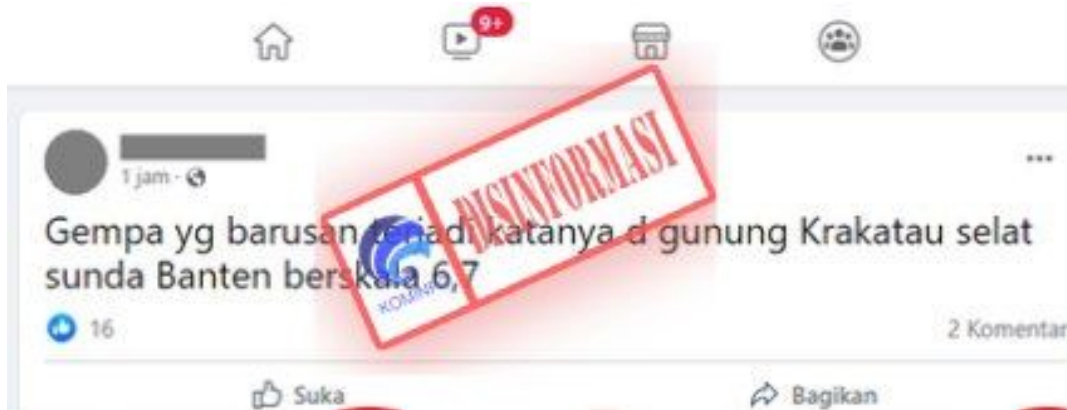 9+
1 jam
DISINFORMASI
Gempa yg barusan terjadi katanya d gunung Krakatau selat
sunda Banten berskala 6,7
KOMINFO
16
2 Komentar
Suka
Bagikan